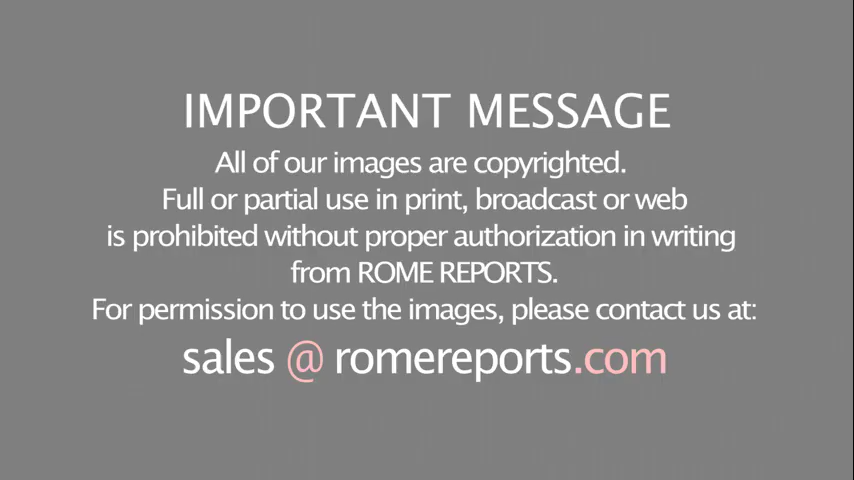 IMPORTANT MESSAGE
All of our images are copyrighted.
Full or partial use in print, broadcast or web
is prohibited without proper authorization in writing
from ROME REPORTS.
For permission to use the images, please contact us at:
sales @ romereports.com